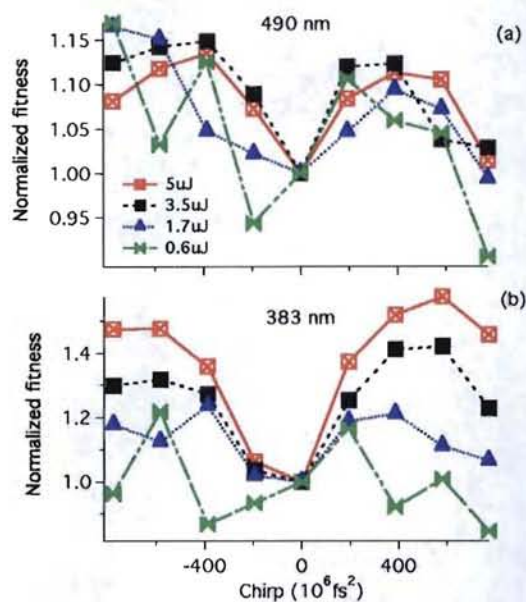 490 nm
(a)
Normalized fitness
1.15
1.10
1.05
1.00
0.95
5uJ
3.5uJ
1.7uJ
0.6uJ
383 nm
(b)
Normalized fitness
1.4
1.2
1.0
-400
0
400
Chirp (10⁶fs²)